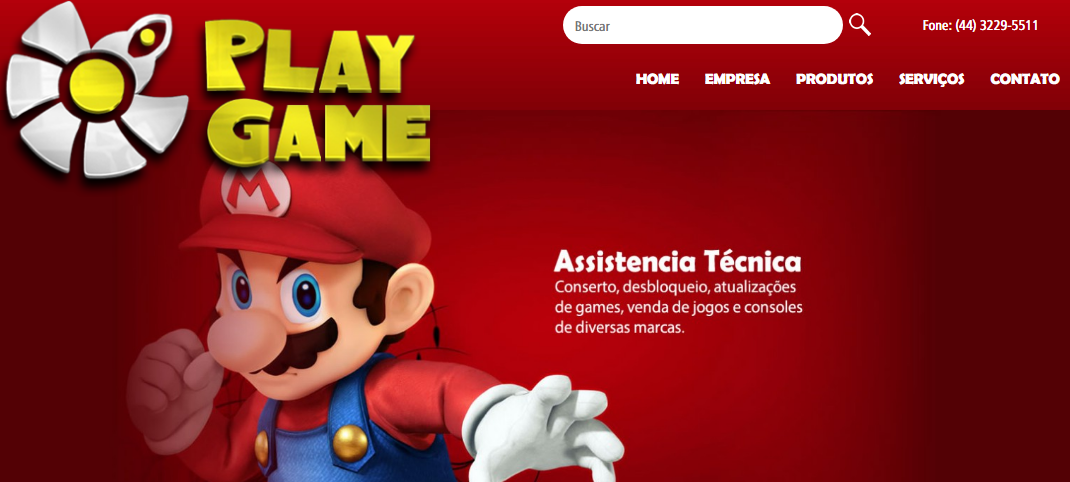 PLAY
GAME
Buscar
Fone: (44) 3229-5511
HOME EMPRESA PRODUTOS SERVIÇOS CONTATO
M
Assistencia Técnica
Conserto, desbloqueio, atualizações
de games, venda de jogos e consoles
de diversas marcas.